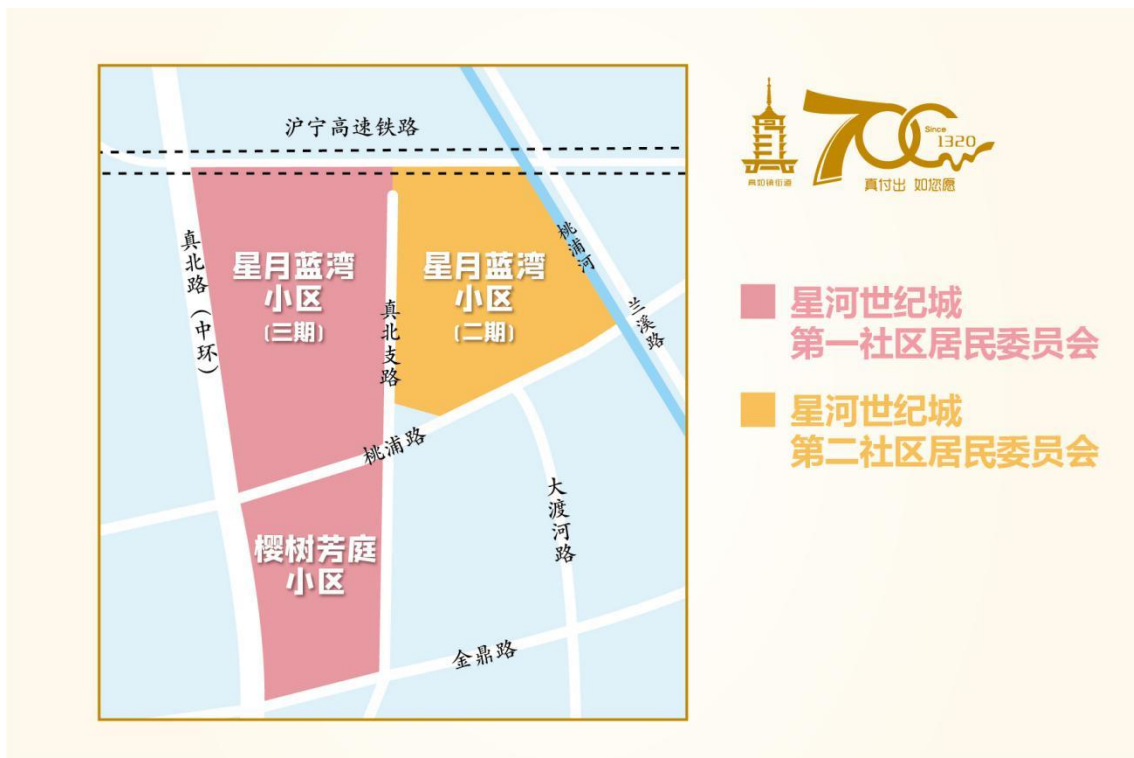 沪宁高速铁路
真北路（中环）
星月蓝湾
小区
（三期）
真北支路
星月蓝湾
小区
（二期）
桃浦河
兰溪路
桃浦路
大渡河路
樱树芳庭
小区
金鼎路
真如镇街道
700
Since
1320
真付出 如您愿
星河世纪城
第一社区居民委员会
星河世纪城
第二社区居民委员会